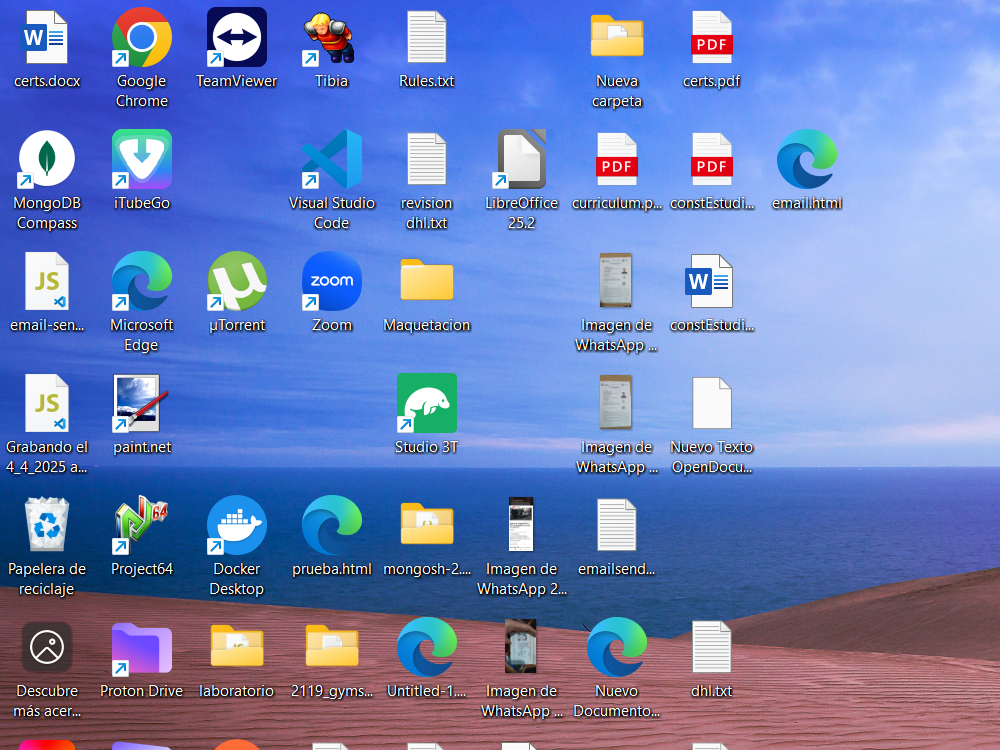 certs.docx
Google
Chrome
TeamViewer
Tibia
Rules.txt
Nueva
carpeta
PDF
certs.pdf
MongoDB
Compass
iTubeGo
Visual Studio
Code
revision
dhl.txt
LibreOffice
25.2
PDF
curriculum.p...
PDF
constEstudi...
email.html
JS
email-sen...
Microsoft
Edge
µTorrent
zoom
Zoom
Maquetacion
Imagen de
WhatsApp ...
W
constEstudi...
JS
Grabando el
4_4_2025 a...
paint.net
Studio 3T
Imagen de
WhatsApp ...
Nuevo Texto
OpenDocu...
Papelera de
reciclaje
64
Project64
Docker
Desktop
prueba.html
mongosh-2....
Imagen de
WhatsApp 2...
emailsend...
Descubre
más acer...
Proton Drive
laboratorio
2119_gyms...
Untitled-1,...
Imagen de
WhatsApp ...
Nuevo
Documento...
dhl.txt